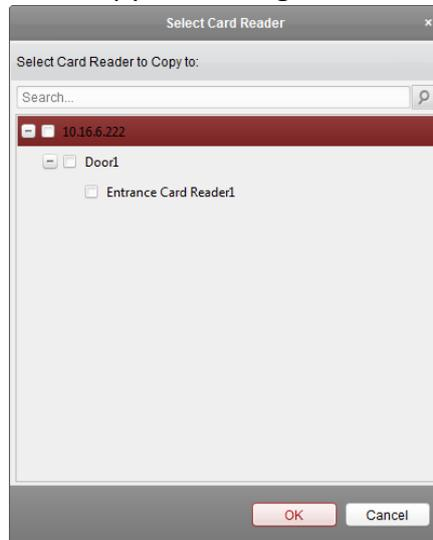 Select Card Reader ×
Select Card Reader to Copy to:
Search...
10.16.6.222
Door1
Entrance Card Reader1
OK Cancel